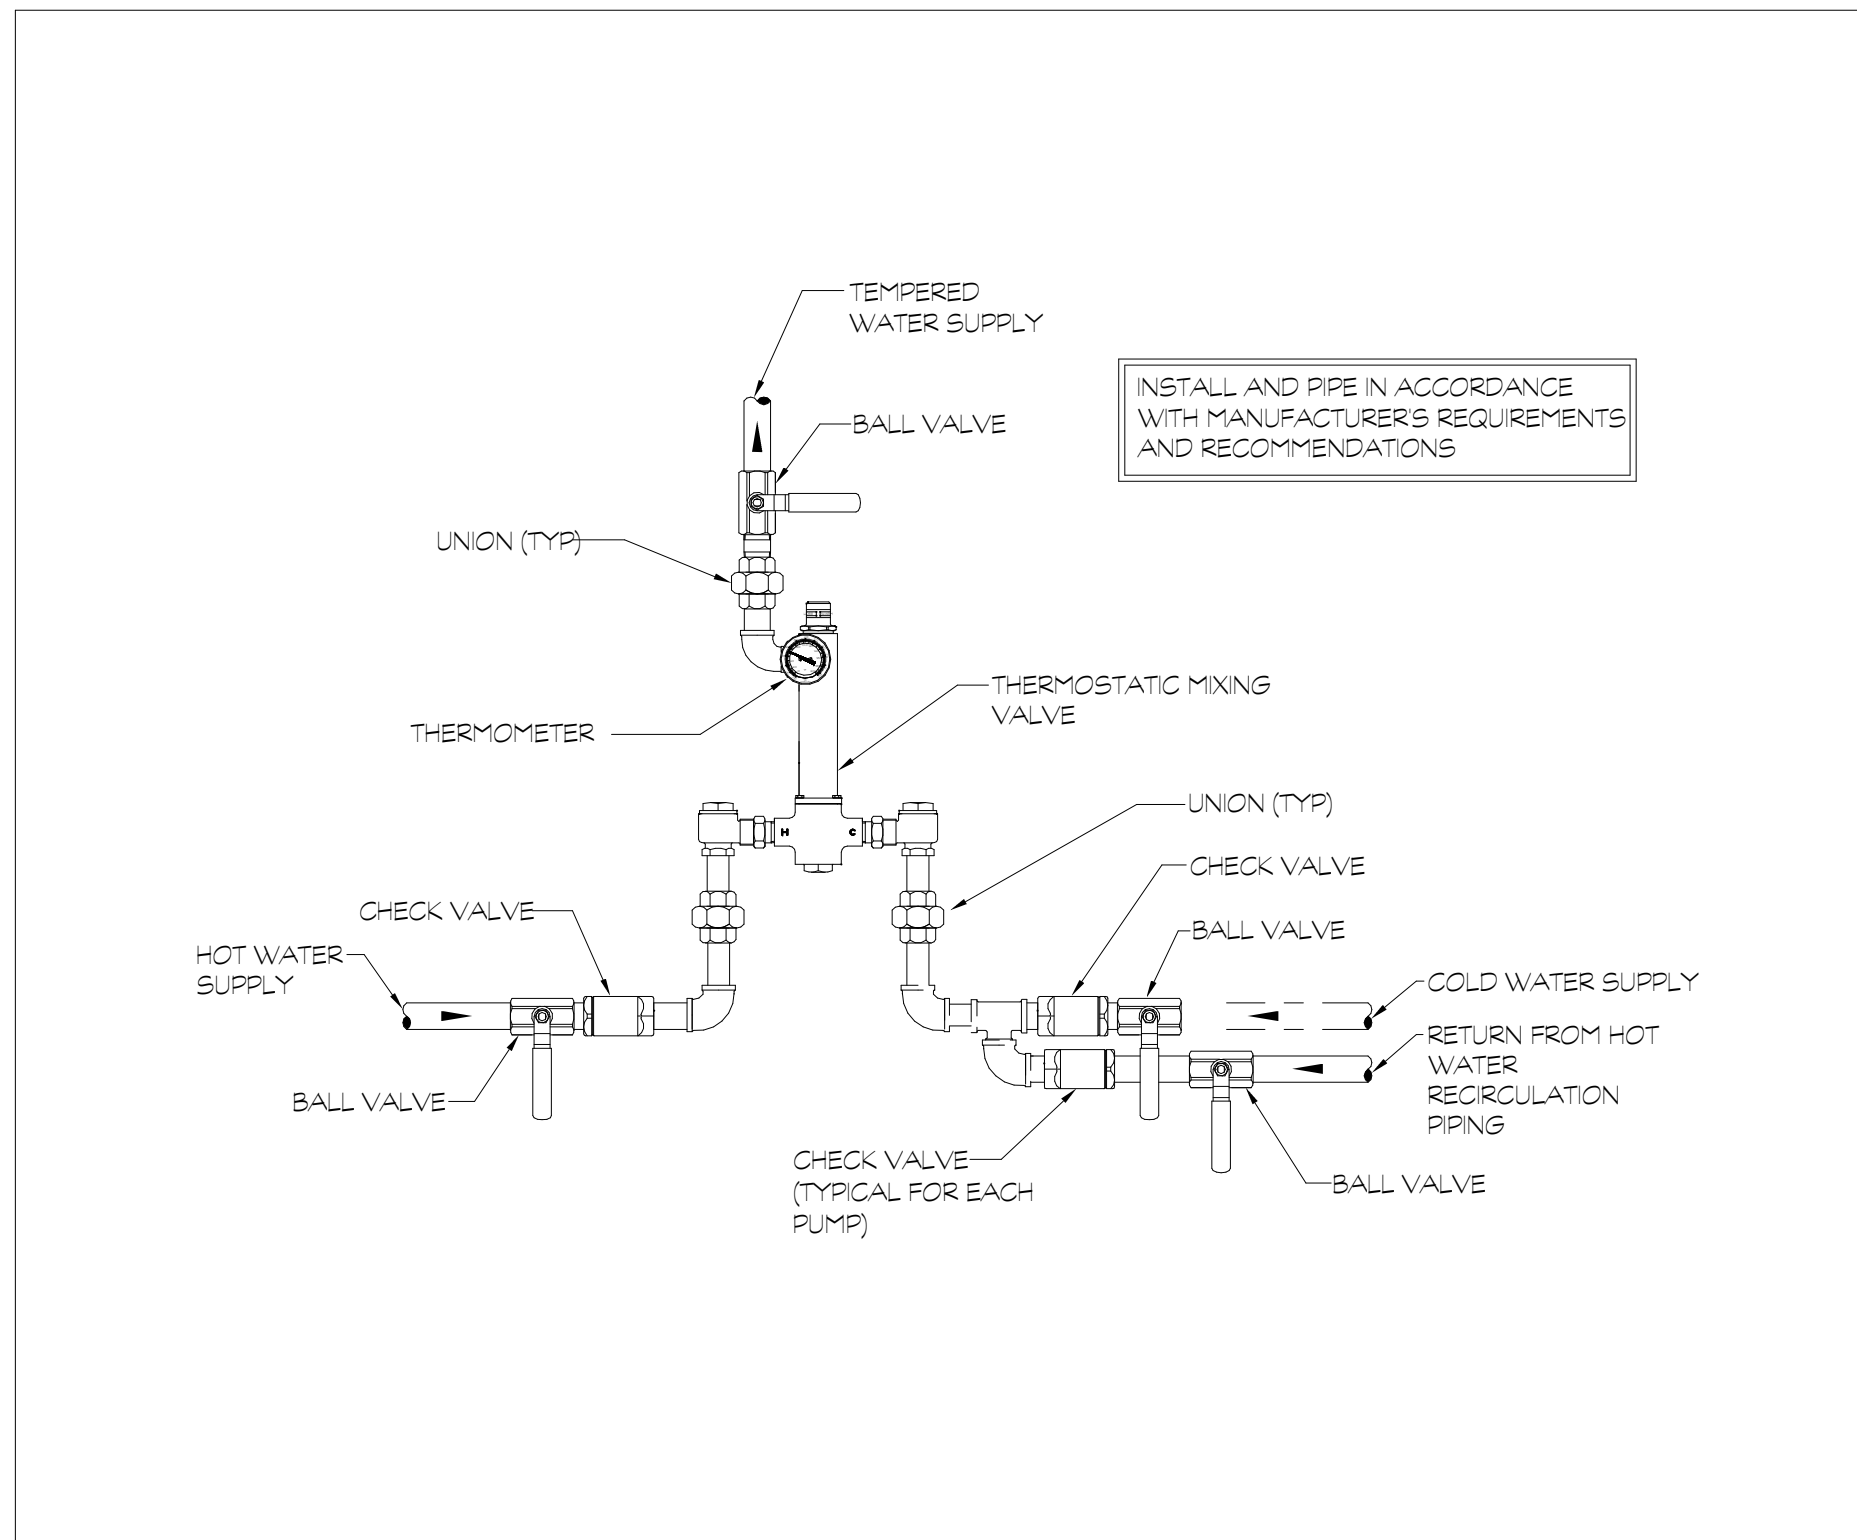 TEMPERED
WATER SUPPLY
INSTALL AND PIPE IN ACCORDANCE
WITH MANUFACTURER'S REQUIREMENTS
AND RECOMMENDATIONS
BALL VALVE
UNION (TYP)
THERMOSTATIC MIXING
VALVE
THERMOMETER
UNION (TYP)
H
C
CHECK VALVE
CHECK VALVE
BALL VALVE
HOT WATER
SUPPLY
COLD WATER SUPPLY
RETURN FROM HOT
WATER
RECIRCULATION
PIPING
BALL VALVE
CHECK VALVE
(TYPICAL FOR EACH
PUMP)
BALL VALVE